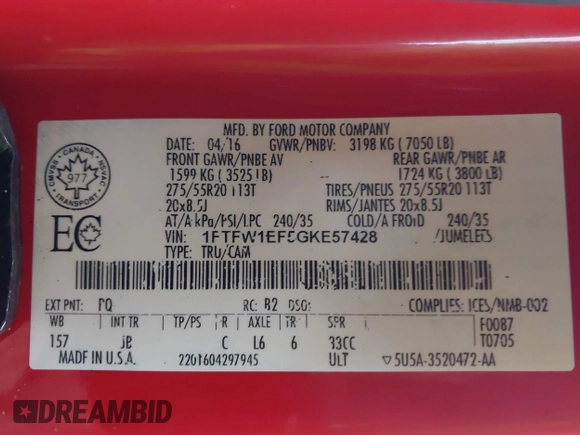 MFD. BY FORD MOTOR COMPANY
DATE: 04/16 GVWR/PNBV: 3198 KG ( 7050 LB)
FRONT GAWR/PNBE AV REAR GAWR/PNBE AR
1599 KG ( 3525 LB) 1724 KG ( 3800 LB)
275/55R20 113T TIRES/PNEUS 275/55R20 113T
20x8.5J RIMS/JANTES 20x8.5J
AT/A kPa/PSI/LPC 240/35 COLD/A FROID 240/35
VIN: 1FTFW1EF5GKE57428 /JUMELES
TYPE: TRU/CAM
CMVSS CANADA NSVAC
977
TRANSPORT
EC
EXT PNT: PQ RC: B2 DSO: COMPLIES: ICES/NMB-002
WB INT TR TP/PS R AXLE TR SPR F0087
157 C L6 6 33CC T0705
MADE IN U.S.A. 2201604297945 ULT ▽5U5A-3520472-AA
DREAMBID